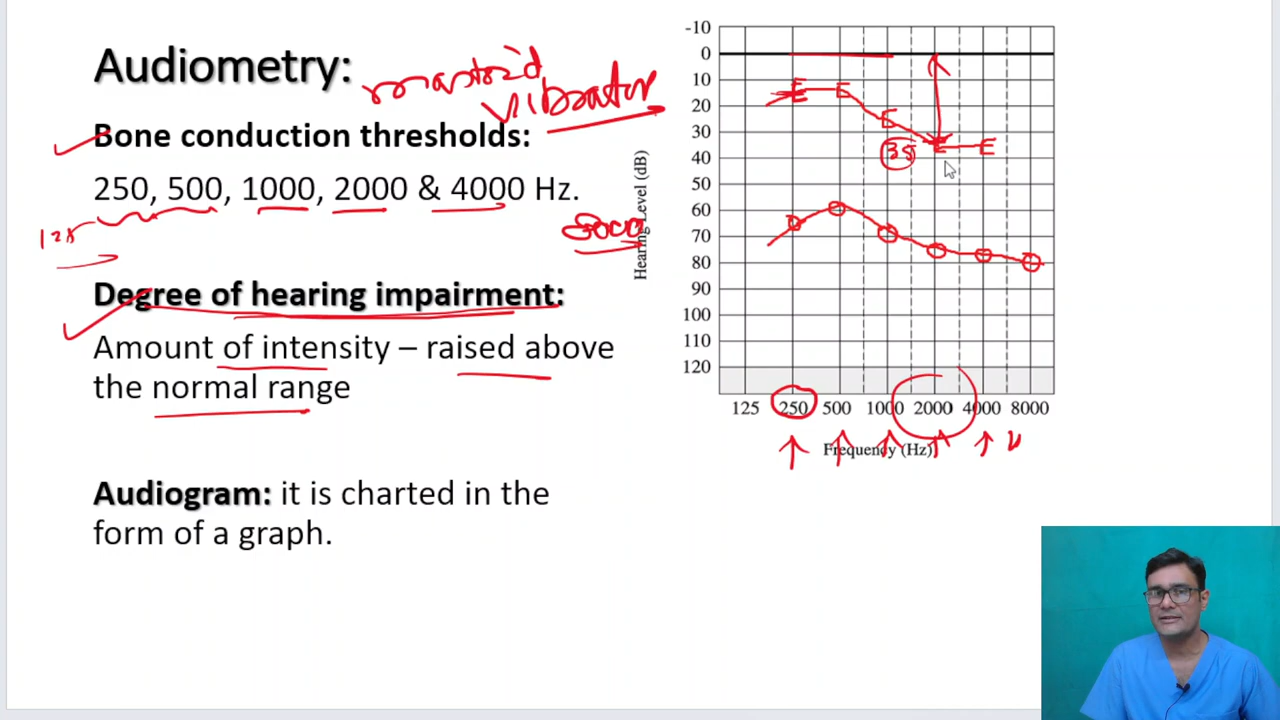 Audiometry:
mastoid
vibrator
Bone conduction thresholds:
250, 500, 1000, 2000 & 4000 Hz.
125
8000
Degree of hearing impairment:
Amount of intensity – raised above
the normal range
Audiogram: it is charted in the
form of a graph.
-10
0
10
20
30
40
50
60
70
80
90
100
110
120
Hearing Level (dB)
E E E E E
35
125 250 500 1000 2000 4000 8000
Frequency (Hz)